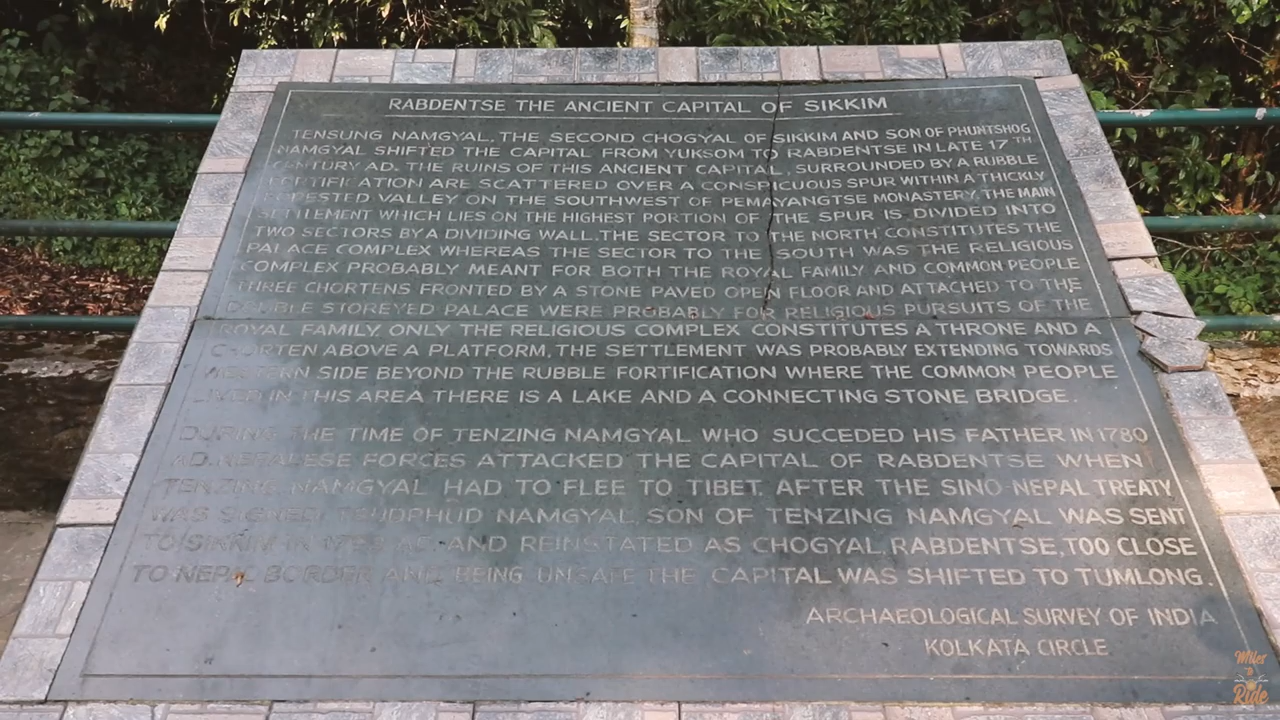 RABDENTSE THE ANCIENT CAPITAL OF SIKKIM
TENSUNG NAMGYAL, THE SECOND CHOGYAL OF SIKKIM AND SON OF PHUNTSHOG
NAMGYAL SHIFTED THE CAPITAL FROM YUKSOM TO RABDENTSE IN LATE 17TH
CENTURY AD. THE RUINS OF THIS ANCIENT CAPITAL, SURROUNDED BY A RUBBLE
FORTIFICATION ARE SCATTERED OVER A CONSPICUOUS SPUR WITHIN A THICKLY
FORESTED VALLEY ON THE SOUTHWEST OF PEMAYANGTSE MONASTERY. THE MAIN
SETTLEMENT WHICH LIES ON THE HIGHEST PORTION OF THE SPUR IS DIVIDED INTO
TWO SECTORS BY A DIVIDING WALL. THE SECTOR TO THE NORTH CONSTITUTES THE
PALACE COMPLEX WHEREAS THE SECTOR TO THE SOUTH WAS THE RELIGIOUS
COMPLEX PROBABLY MEANT FOR BOTH THE ROYAL FAMILY AND COMMON PEOPLE
THREE CHORTENS FRONTED BY A STONE PAVED OPEN FLOOR AND ATTACHED TO THE
DOUBLE STOREYED PALACE WERE PROBABLY FOR RELIGIOUS PURSUITS OF THE
ROYAL FAMILY, ONLY THE RELIGIOUS COMPLEX CONSTITUTES A THRONE AND A
CHORTEN ABOVE A PLATFORM, THE SETTLEMENT WAS PROBABLY EXTENDING TOWARDS
WESTERN SIDE BEYOND THE RUBBLE FORTIFICATION WHERE THE COMMON PEOPLE
LIVED IN THIS AREA THERE IS A LAKE AND A CONNECTING STONE BRIDGE.
DURING THE TIME OF TENZING NAMGYAL WHO SUCCEDED HIS FATHER IN 1780
AD. NEPALESE FORCES ATTACKED THE CAPITAL OF RABDENTSE WHEN
TENZING NAMGYAL HAD TO FLEE TO TIBET. AFTER THE SINO-NEPAL TREATY
WAS SIGNED, TSUDPHUD NAMGYAL, SON OF TENZING NAMGYAL WAS SENT
TO SIKKIM IN 1793 AD. AND REINSTATED AS CHOGYAL, RABDENTSE, TOO CLOSE
TO NEPAL BORDER AND BEING UNSAFE THE CAPITAL WAS SHIFTED TO TUMLONG.
ARCHAEOLOGICAL SURVEY OF INDIA
KOLKATA CIRCLE
Miles
to
Ride